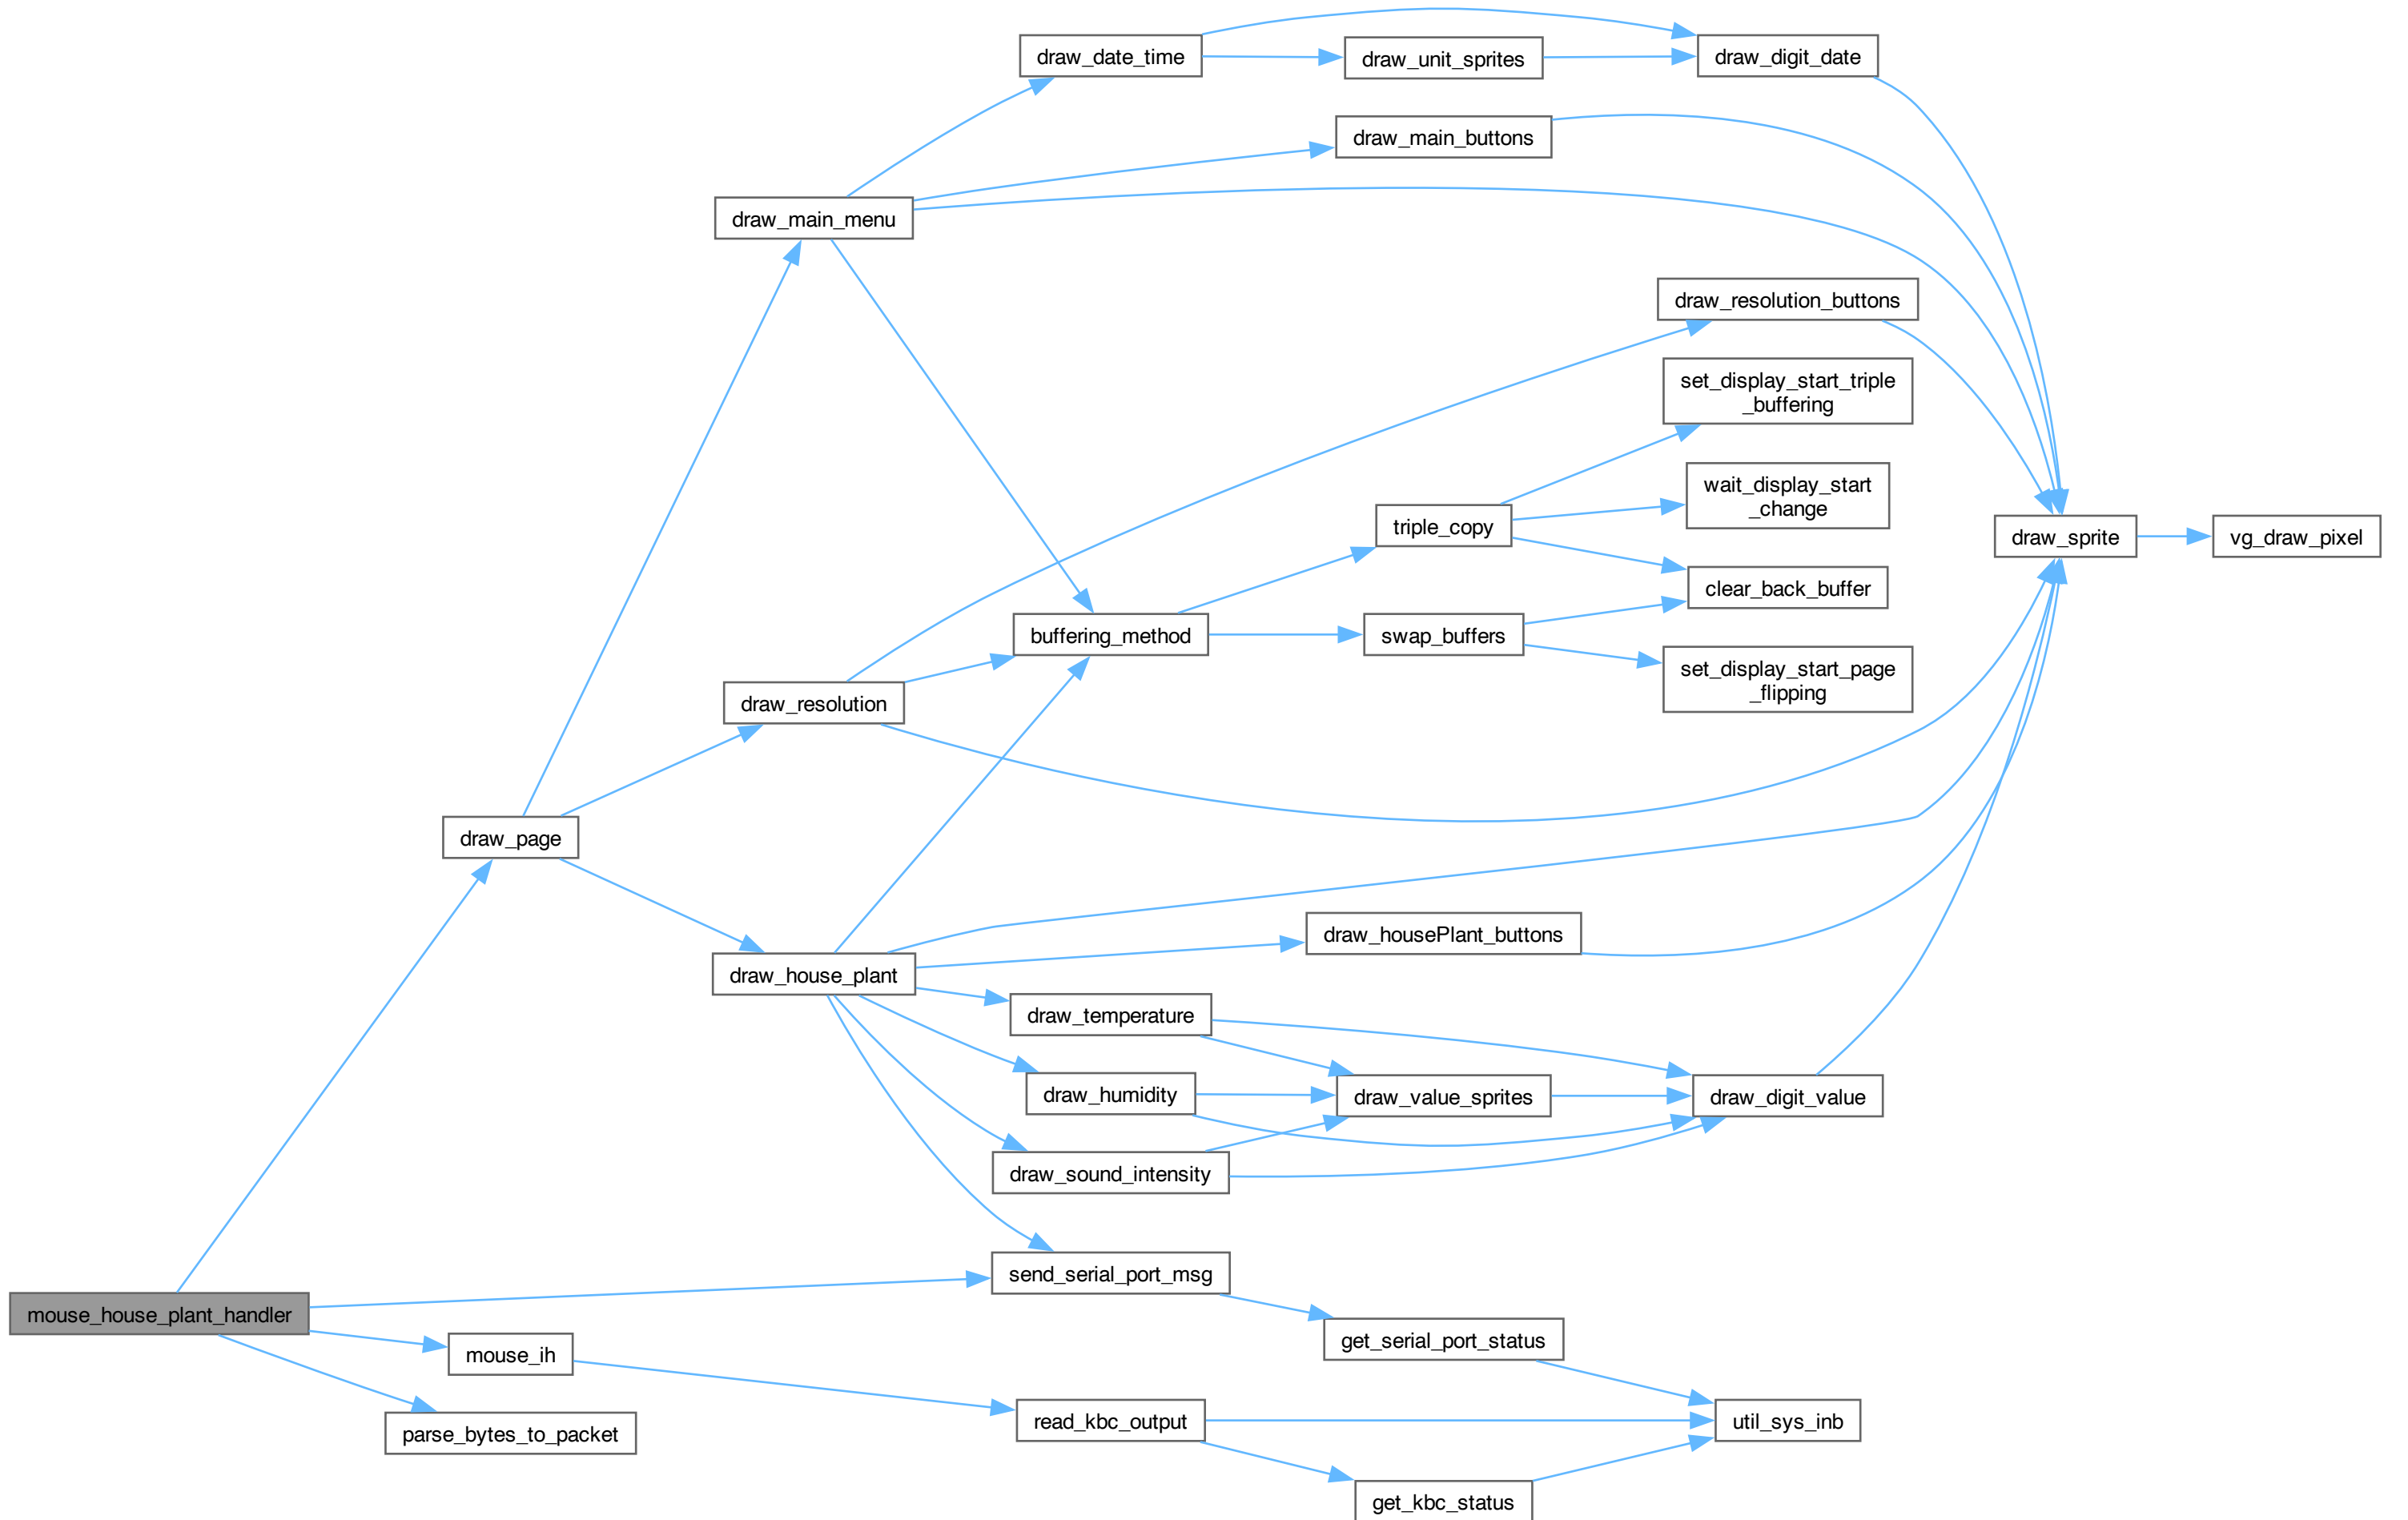 draw_date_time
draw_unit_sprites
draw_digit_date
draw_main_buttons
draw_main_menu
draw_resolution_buttons
set_display_start_triple
_buffering
wait_display_start
_change
triple_copy
draw_sprite
vg_draw_pixel
clear_back_buffer
buffering_method
swap_buffers
set_display_start_page
_flipping
draw_resolution
draw_page
draw_housePlant_buttons
draw_house_plant
draw_temperature
draw_humidity
draw_value_sprites
draw_digit_value
draw_sound_intensity
send_serial_port_msg
mouse_house_plant_handler
get_serial_port_status
mouse_ih
read_kbc_output
util_sys_inb
parse_bytes_to_packet
get_kbc_status